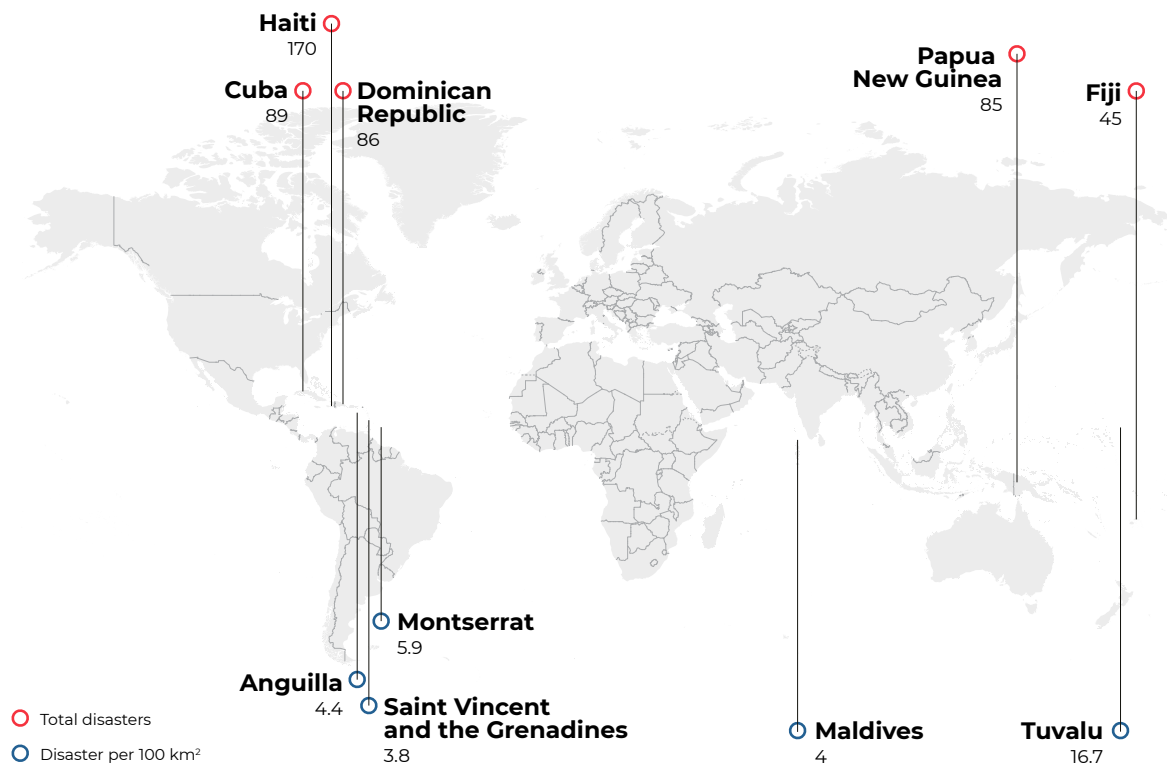 Haiti
170
Cuba
89
Dominican
Republic
86
Papua
New Guinea
85
Fiji
45
Montserrat
5.9
Anguilla
4.4
Saint Vincent
and the Grenadines
3.8
Maldives
4
Tuvalu
16.7
Total disasters
Disaster per 100 km²